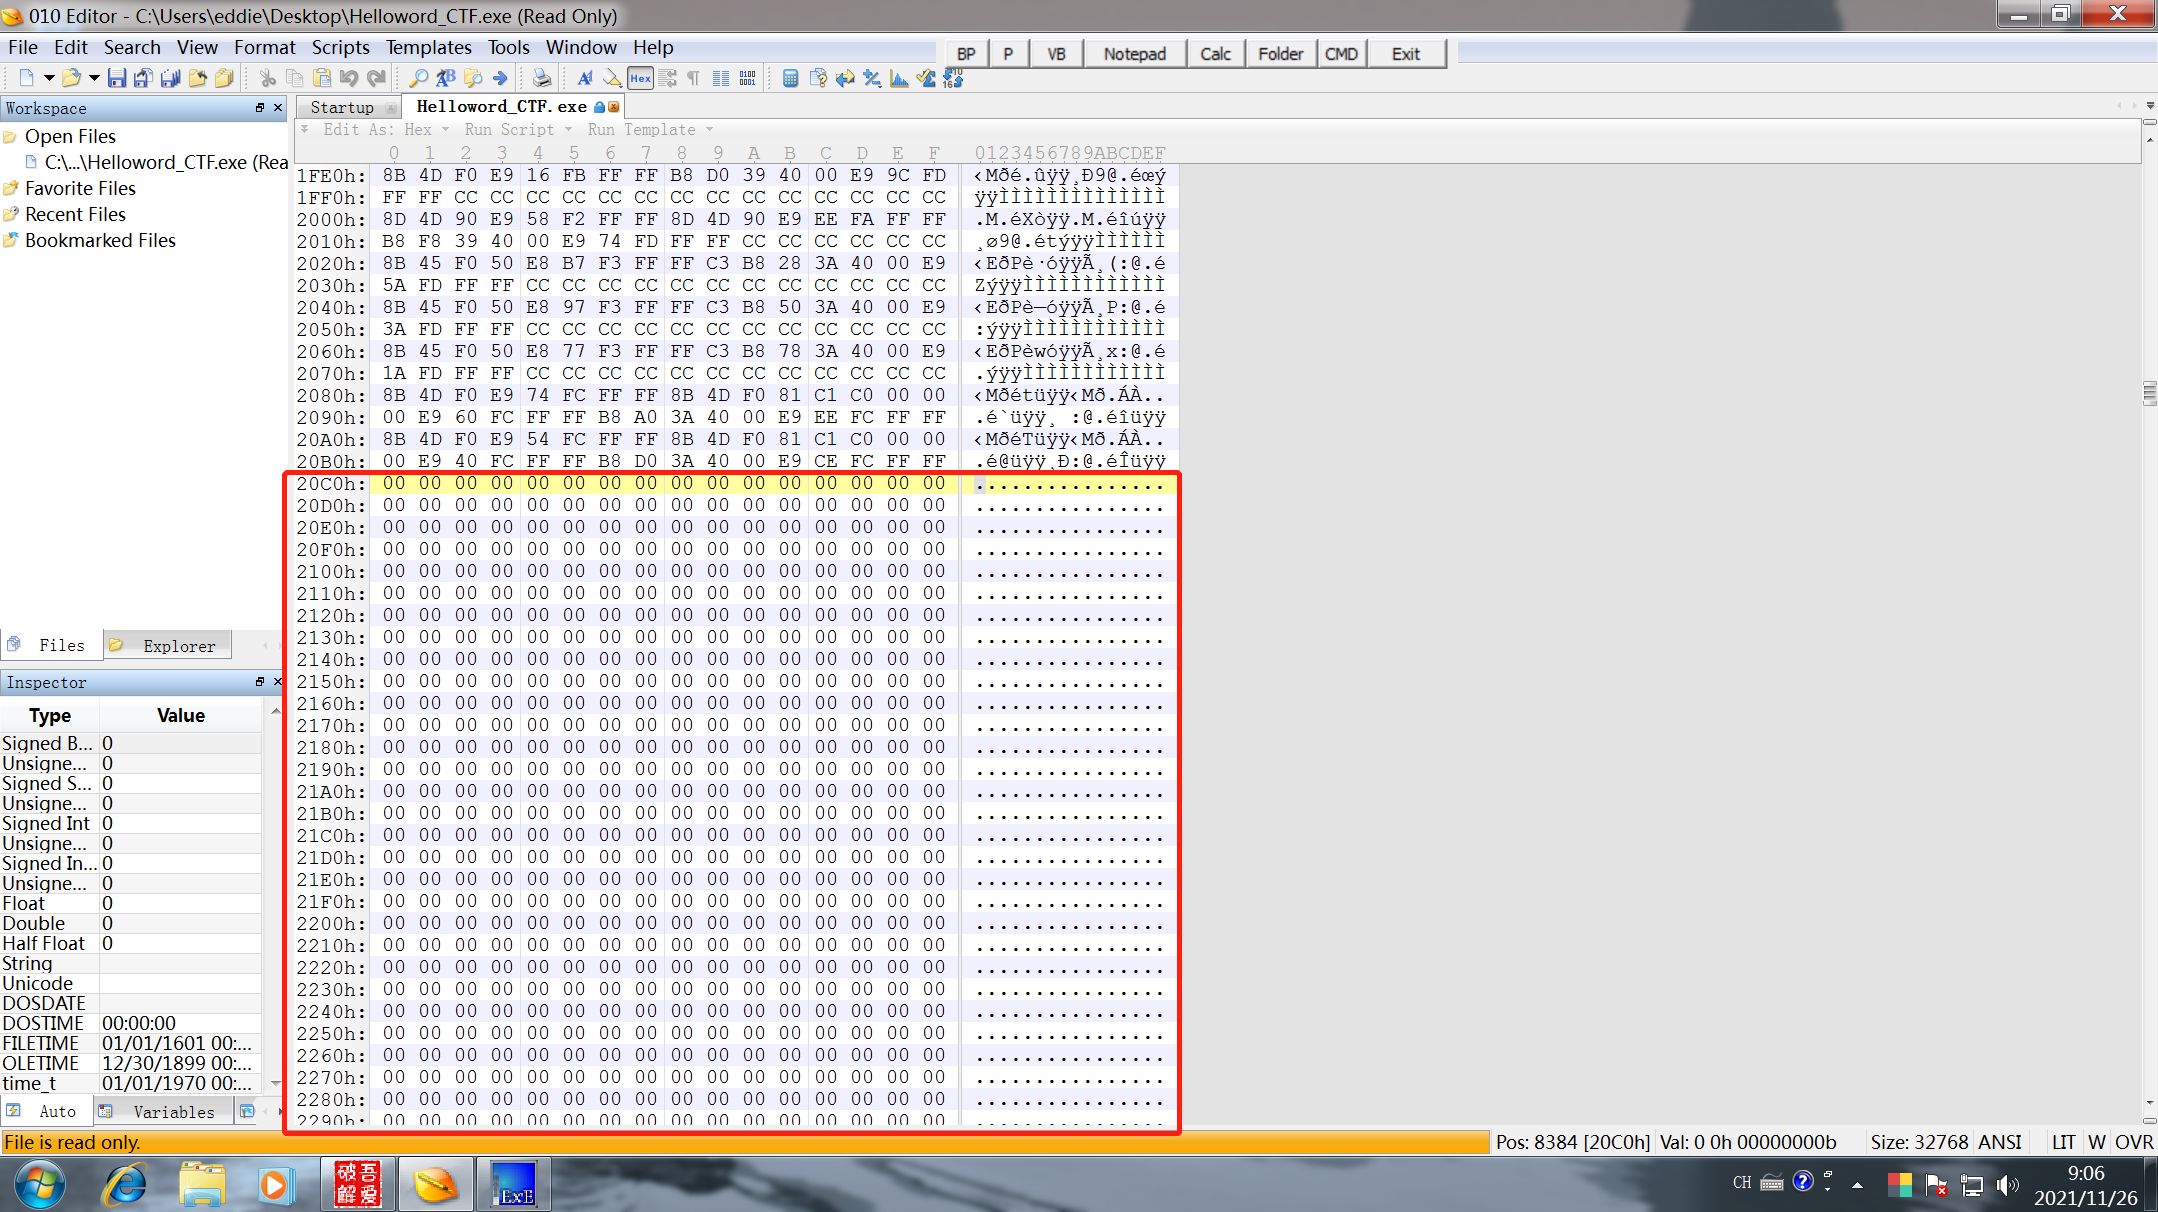 010 Editor - C:\Users\eddie\Desktop\Helloword_CTF.exe (Read Only)
File Edit Search View Format Scripts Templates Tools Window Help
BP P VB Notepad Calc Folder CMD Exit
Workspace
Open Files
C:\...\Helloword_CTF.exe (Rea
Favorite Files
Recent Files
Bookmarked Files
Files Explorer
Inspector
Type Value
Signed B... 0
Unsigne... 0
Signed S... 0
Unsigne... 0
Signed Int 0
Unsigne... 0
Signed In... 0
Unsigne... 0
Float 0
Double 0
Half Float 0
String
Unicode
DOSDATE
DOSTIME 00:00:00
FILETIME 01/01/1601 00:...
OLETIME 12/30/1899 00:...
time_t 01/01/1970 00:...
Auto Variables
Startup Helloword_CTF.exe
Edit As: Hex Run Script Run Template
0 1 2 3 4 5 6 7 8 9 A B C D E F 0123456789ABCDEF
1FE0h: 8B 4D F0 E9 16 FB FF FF B8 D0 39 40 00 E9 9C FD ‹Mðé.ûÿÿ¸Ð9@.éœý
1FF0h: FF FF CC CC CC CC CC CC CC CC CC CC CC CC CC CC ÿÿÌÌÌÌÌÌÌÌÌÌÌÌÌÌ
2000h: 8D 4D 90 E9 58 F2 FF FF 8D 4D 90 E9 EE FA FF FF .M.éXòÿÿ.M.éîúÿÿ
2010h: B8 F8 39 40 00 E9 74 FD FF FF CC CC CC CC CC CC ¸ø9@.étýÿÿÌÌÌÌÌÌ
2020h: 8B 45 F0 50 E8 B7 F3 FF FF C3 B8 28 3A 40 00 E9 ‹EðPè·óÿÿÃ¸(:@.é
2030h: 5A FD FF FF CC CC CC CC CC CC CC CC CC CC CC CC ZýÿÿÌÌÌÌÌÌÌÌÌÌÌÌ
2040h: 8B 45 F0 50 E8 97 F3 FF FF C3 B8 50 3A 40 00 E9 ‹EðPè—óÿÿÃ¸P:@.é
2050h: 3A FD FF FF CC CC CC CC CC CC CC CC CC CC CC CC :ýÿÿÌÌÌÌÌÌÌÌÌÌÌÌ
2060h: 8B 45 F0 50 E8 77 F3 FF FF C3 B8 78 3A 40 00 E9 ‹EðPèwóÿÿÃ¸x:@.é
2070h: 1A FD FF FF CC CC CC CC CC CC CC CC CC CC CC CC .ýÿÿÌÌÌÌÌÌÌÌÌÌÌÌ
2080h: 8B 4D F0 E9 74 FC FF FF 8B 4D F0 81 C1 C0 00 00 ‹Mðétüÿÿ‹Mð.ÁÀ..
2090h: 00 E9 60 FC FF FF B8 A0 3A 40 00 E9 EE FC FF FF .é`üÿÿ¸ :@.éîüÿÿ
20A0h: 8B 4D F0 E9 54 FC FF FF 8B 4D F0 81 C1 C0 00 00 ‹MðéTüÿÿ‹Mð.ÁÀ..
20B0h: 00 E9 40 FC FF FF B8 D0 3A 40 00 E9 CE FC FF FF .é@üÿÿ¸Ð:@.éÎüÿÿ
20C0h: 00 00 00 00 00 00 00 00 00 00 00 00 00 00 00 00 ................
20D0h: 00 00 00 00 00 00 00 00 00 00 00 00 00 00 00 00 ................
20E0h: 00 00 00 00 00 00 00 00 00 00 00 00 00 00 00 00 ................
20F0h: 00 00 00 00 00 00 00 00 00 00 00 00 00 00 00 00 ................
2100h: 00 00 00 00 00 00 00 00 00 00 00 00 00 00 00 00 ................
2110h: 00 00 00 00 00 00 00 00 00 00 00 00 00 00 00 00 ................
2120h: 00 00 00 00 00 00 00 00 00 00 00 00 00 00 00 00 ................
2130h: 00 00 00 00 00 00 00 00 00 00 00 00 00 00 00 00 ................
2140h: 00 00 00 00 00 00 00 00 00 00 00 00 00 00 00 00 ................
2150h: 00 00 00 00 00 00 00 00 00 00 00 00 00 00 00 00 ................
2160h: 00 00 00 00 00 00 00 00 00 00 00 00 00 00 00 00 ................
2170h: 00 00 00 00 00 00 00 00 00 00 00 00 00 00 00 00 ................
2180h: 00 00 00 00 00 00 00 00 00 00 00 00 00 00 00 00 ................
2190h: 00 00 00 00 00 00 00 00 00 00 00 00 00 00 00 00 ................
21A0h: 00 00 00 00 00 00 00 00 00 00 00 00 00 00 00 00 ................
21B0h: 00 00 00 00 00 00 00 00 00 00 00 00 00 00 00 00 ................
21C0h: 00 00 00 00 00 00 00 00 00 00 00 00 00 00 00 00 ................
21D0h: 00 00 00 00 00 00 00 00 00 00 00 00 00 00 00 00 ................
21E0h: 00 00 00 00 00 00 00 00 00 00 00 00 00 00 00 00 ................
21F0h: 00 00 00 00 00 00 00 00 00 00 00 00 00 00 00 00 ................
2200h: 00 00 00 00 00 00 00 00 00 00 00 00 00 00 00 00 ................
2210h: 00 00 00 00 00 00 00 00 00 00 00 00 00 00 00 00 ................
2220h: 00 00 00 00 00 00 00 00 00 00 00 00 00 00 00 00 ................
2230h: 00 00 00 00 00 00 00 00 00 00 00 00 00 00 00 00 ................
2240h: 00 00 00 00 00 00 00 00 00 00 00 00 00 00 00 00 ................
2250h: 00 00 00 00 00 00 00 00 00 00 00 00 00 00 00 00 ................
2260h: 00 00 00 00 00 00 00 00 00 00 00 00 00 00 00 00 ................
2270h: 00 00 00 00 00 00 00 00 00 00 00 00 00 00 00 00 ................
2280h: 00 00 00 00 00 00 00 00 00 00 00 00 00 00 00 00 ................
2290h: 00 00 00 00 00 00 00 00 00 00 00 00 00 00 00 00 ................
File is read only. Pos: 8384 [20C0h] Val: 0 0h 00000000b Size: 32768 ANSI LIT W OVR
破吾
解爱
ExE
CH
9:06
2021/11/26